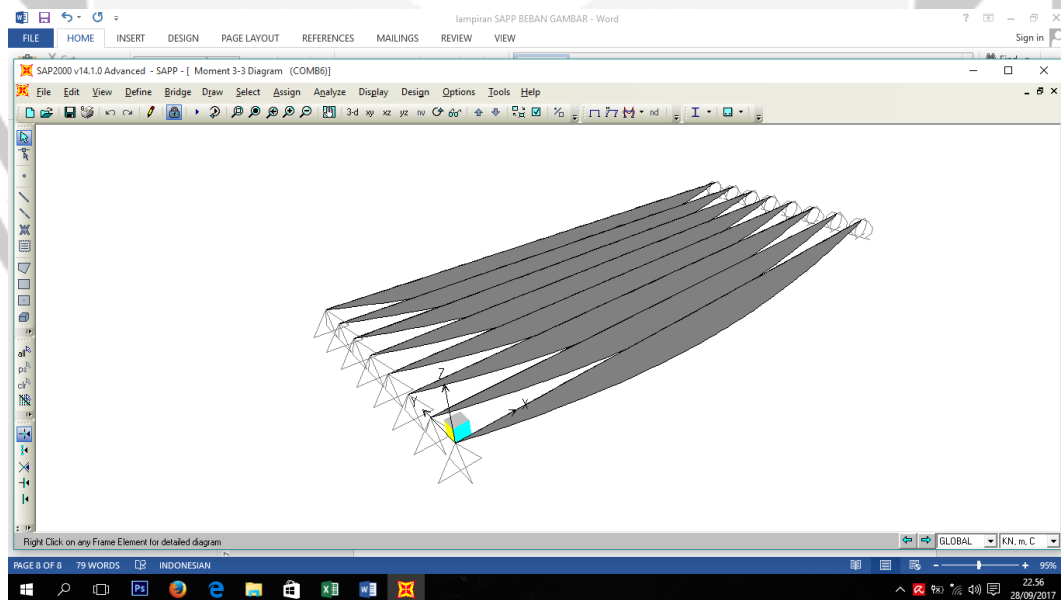 lampiran SAPP BEBAN GAMBAR - Word
FILE HOME INSERT DESIGN PAGE LAYOUT REFERENCES MAILINGS REVIEW VIEW Sign in
SAP2000 v14.1.0 Advanced - SAPP - [ Moment 3-3 Diagram (COMB6)]
File Edit View Define Bridge Draw Select Assign Analyze Display Design Options Tools Help
3-d xy xz yz nv nd
all
ps
clr
Z
Y
X
Right Click on any Frame Element for detailed diagram
GLOBAL KN, m, C
PAGE 8 OF 8 79 WORDS INDONESIAN 95%
22.56
28/09/2017